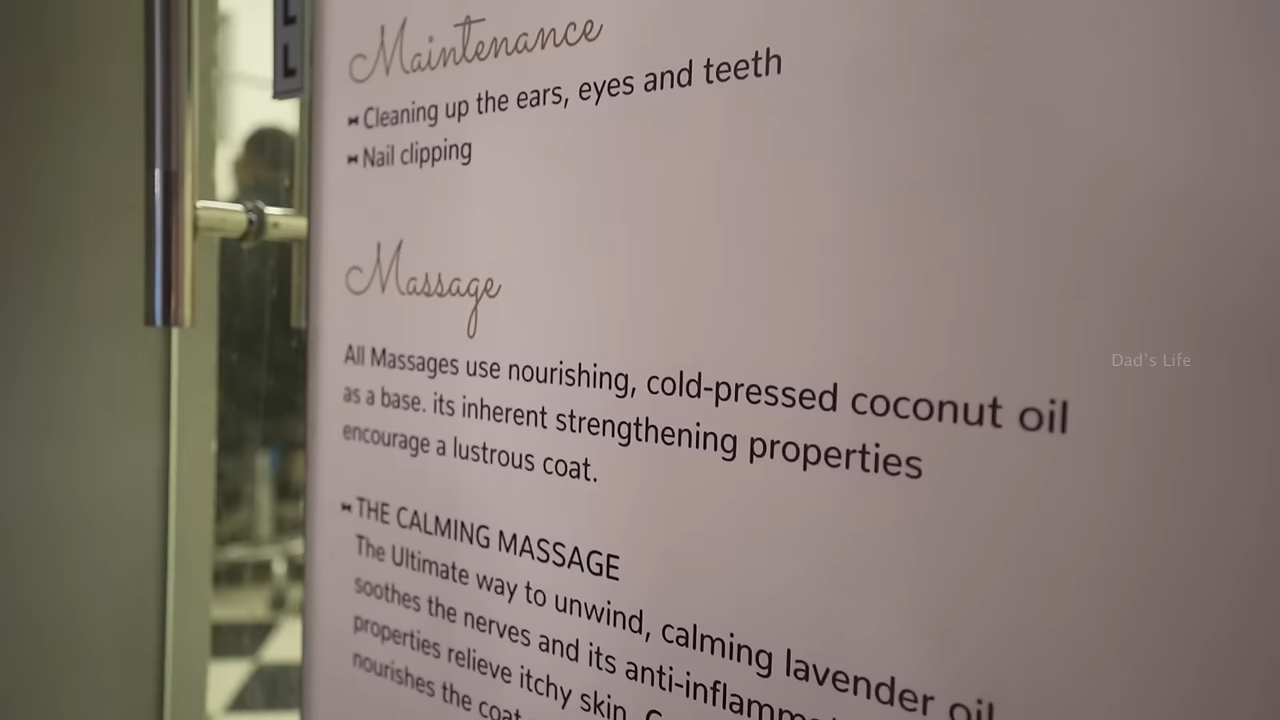 L
L
Maintenance
Cleaning up the ears, eyes and teeth
Nail clipping
Massage
All Massages use nourishing, cold-pressed coconut oil
as a base. its inherent strengthening properties
encourage a lustrous coat.
THE CALMING MASSAGE
The Ultimate way to unwind, calming lavender oil
soothes the nerves and its
properties relieve itchy skin.
nourishes the coat
Dad's Life